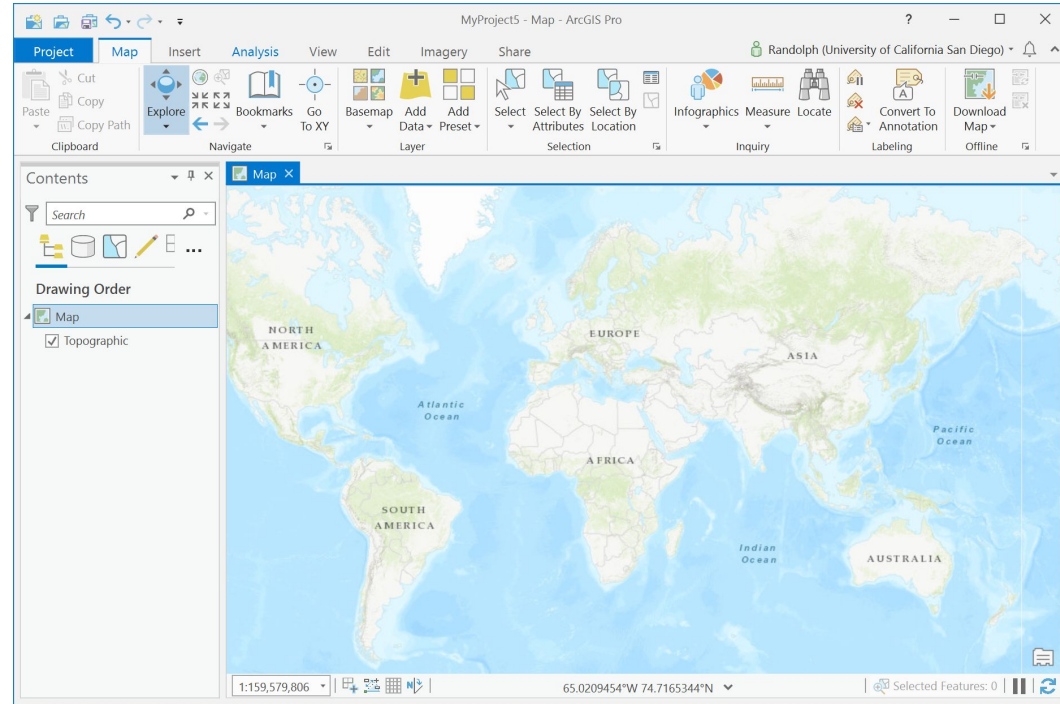 MyProject5 - Map - ArcGIS Pro
?
Project Map Insert Analysis View Edit Imagery Share
Randolph (University of California San Diego)
Paste
Cut
Copy
Copy Path
Clipboard
Explore
Bookmarks
Go
To XY
Navigate
Basemap
Add
Data
Add
Preset
Layer
Select
Select By
Attributes
Select By
Location
Selection
Infographics
Measure
Locate
Inquiry
A
Convert To
Annotation
Labeling
Download
Map
Offline
Contents
Search
Drawing Order
Map
Topographic
Map
NORTH
AMERICA
EUROPE
ASIA
Atlantic
Ocean
Pacific
Ocean
AFRICA
SOUTH
AMERICA
Indian
Ocean
AUSTRALIA
1:159,579,806
N
65.0209454°W 74.7165344°N
Selected Features: 0